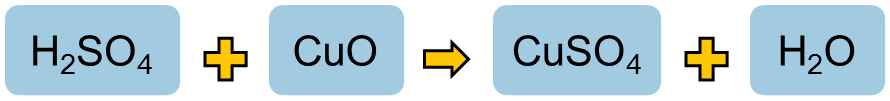 H₂SO₄ + CuO → CuSO₄ + H₂O